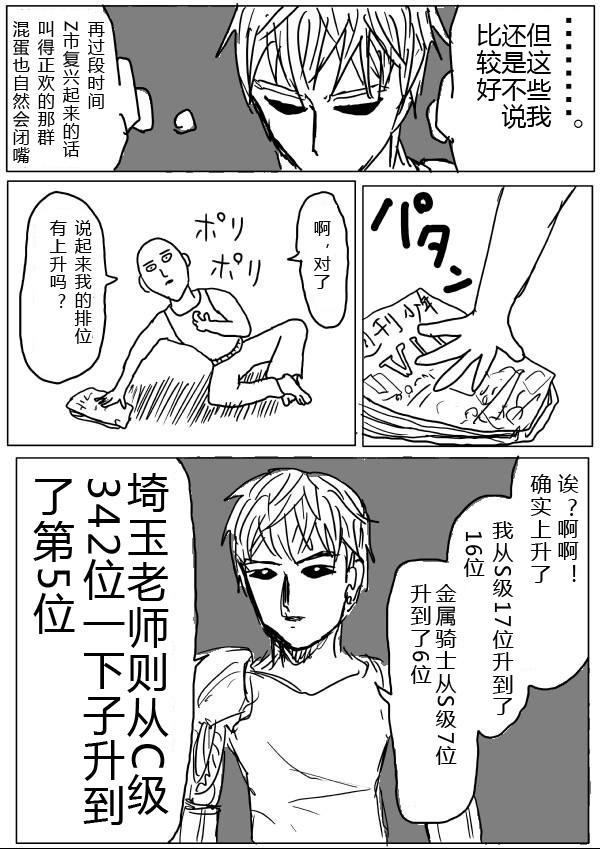 ………。
但这些我
还是不说
比较好
再过段时间
Z市复兴起来的话
叫得正欢的那群
混蛋也自然会闭嘴
パタン
刊少年
啊，对了
ポリ
ポリ
说起来我的排位
有上升吗？
诶？啊啊！
确实上升了
我从S级17位升到了
16位
金属骑士从S级7位
升到了6位
埼玉老师则从C级
342位一下子升到
了第5位